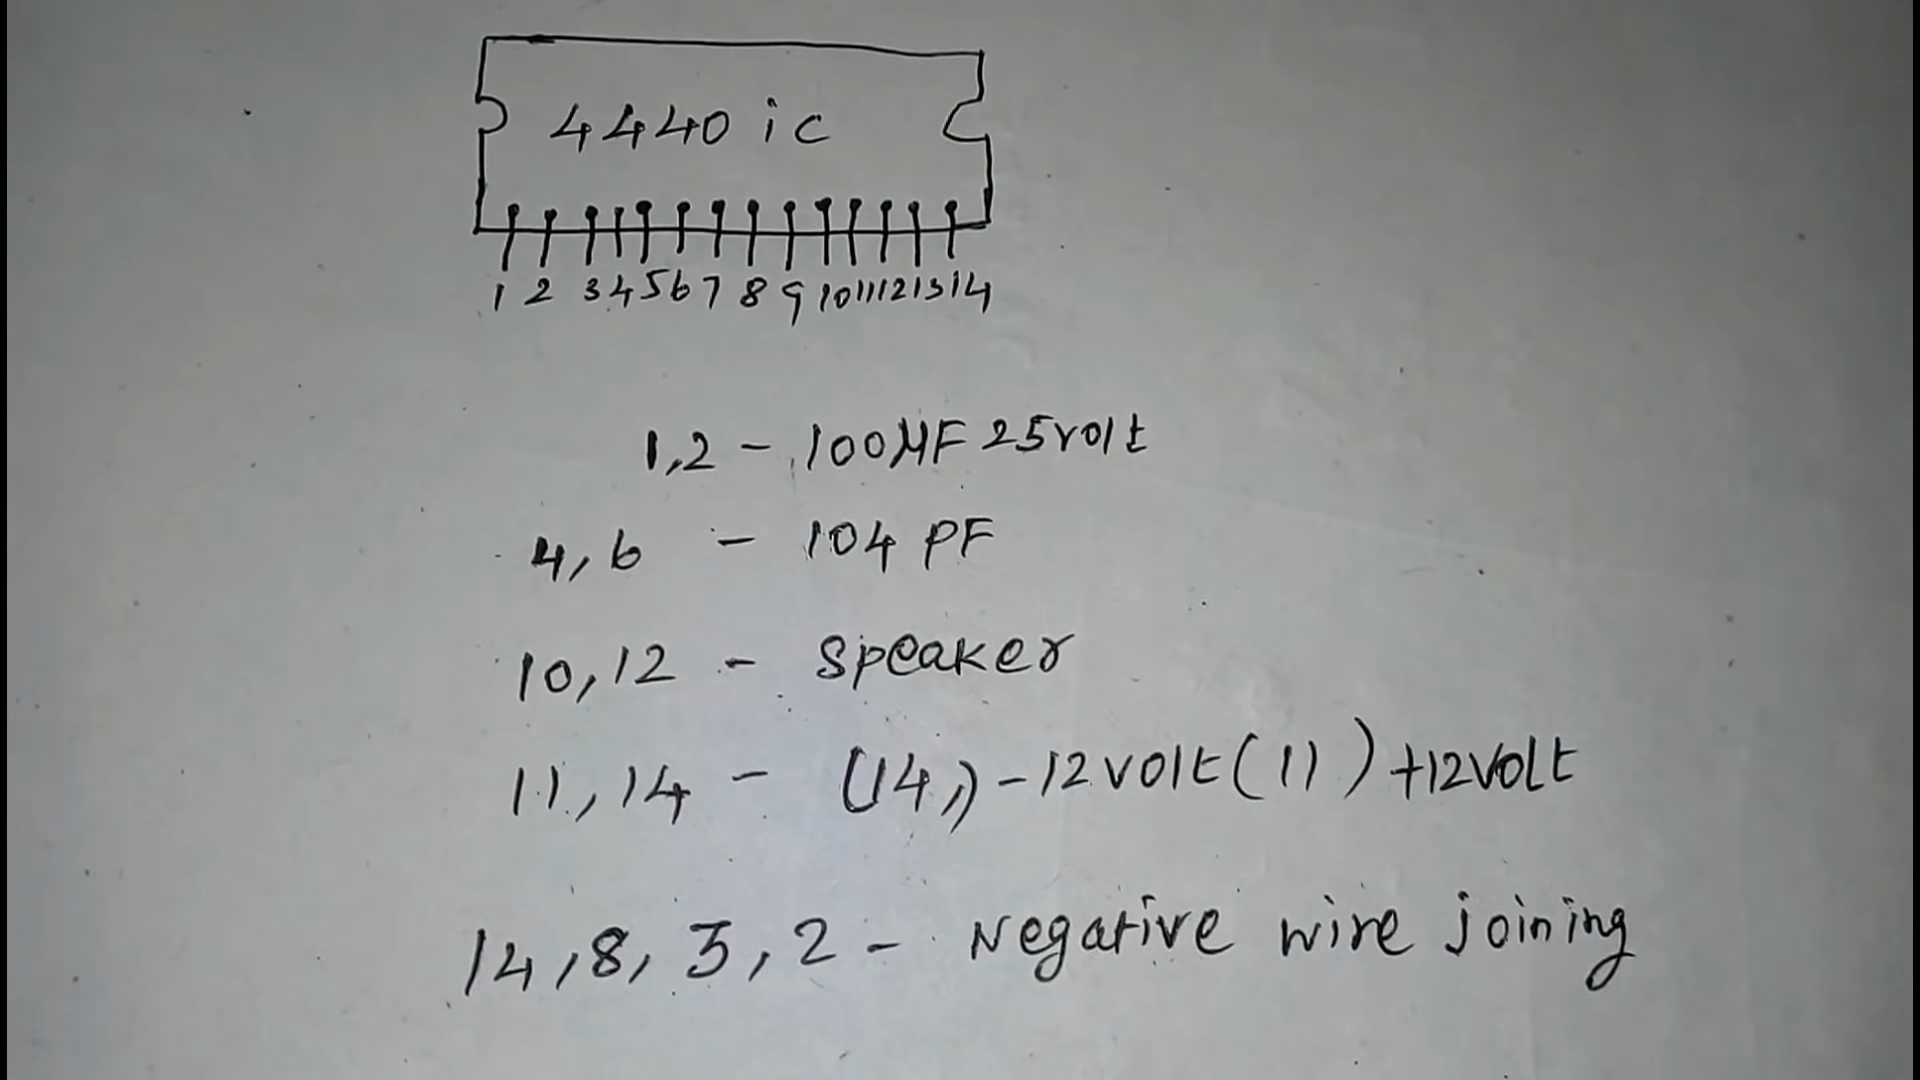 4440 ic
1 2 3 4 5 6 7 8 9 10 11 12 13 14
1,2 - 100µF 25volt
4,6 - 104 PF
10,12 - speaker
11,14 - (14,) -12volt (11) +12volt
14,8,3,2 - Negative wire joining